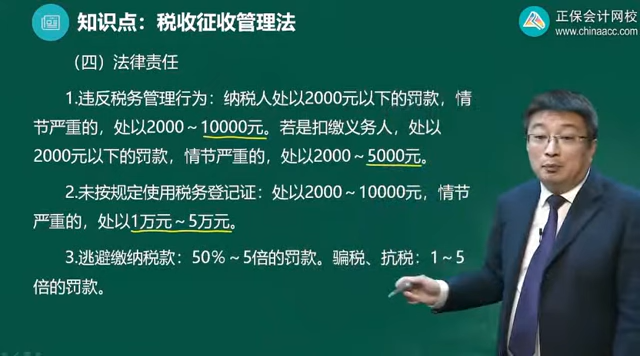 知识点：税收征收管理法
正保会计网校
www.chinaacc.com
（四）法律责任
1.违反税务管理行为：纳税人处以2000元以下的罚款，情
节严重的，处以2000～10000元。若是扣缴义务人，处以
2000元以下的罚款，情节严重的，处以2000～5000元。
2.未按规定使用税务登记证：处以2000～10000元，情节
严重的，处以1万元～5万元。
3.逃避缴纳税款：50%～5倍的罚款。骗税、抗税：1～5
倍的罚款。